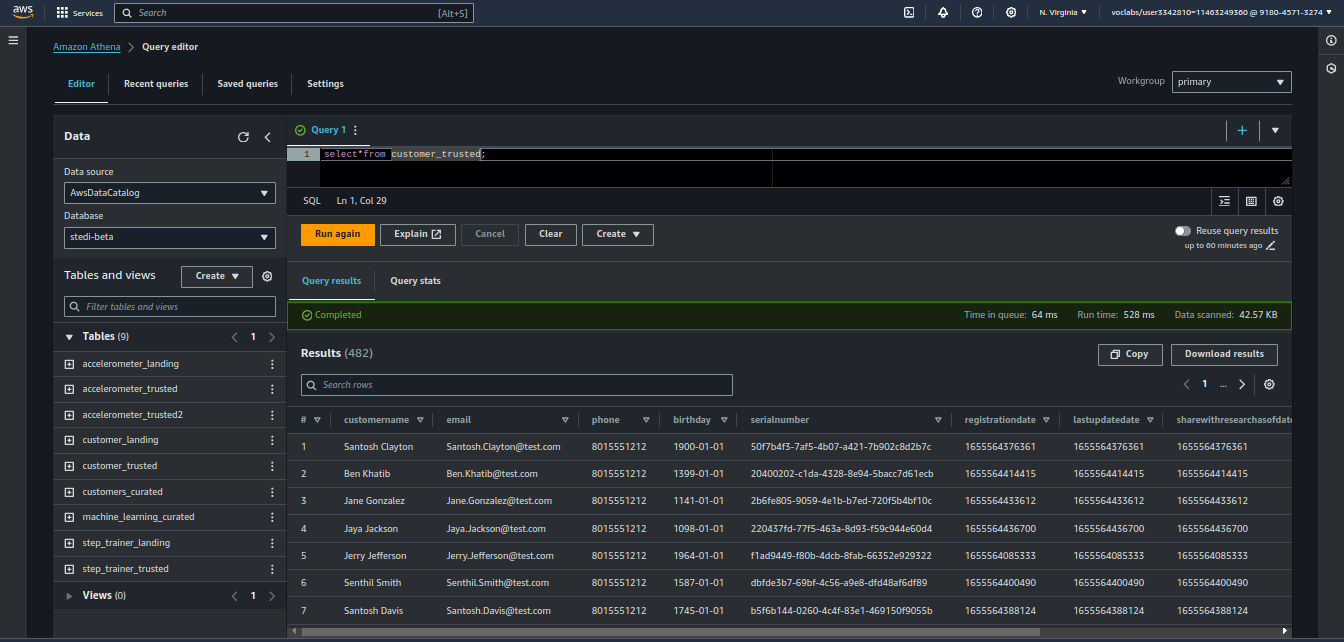 aws Services Search [Alt+S] N. Virginia voclabs/user3342810=11463249360 @ 9180-4571-3274
Amazon Athena Query editor
Editor Recent queries Saved queries Settings Workgroup primary
Data
Data source
AwsDataCatalog
Database
stedi-beta
Tables and views Create
Filter tables and views
Tables (9) 1
accelerometer_landing
accelerometer_trusted
accelerometer_trusted2
customer_landing
customer_trusted
customers_curated
machine_learning_curated
step_trainer_landing
step_trainer_trusted
Views (0) 1
Query 1
1 select*from customer_trusted;
SQL Ln 1, Col 29
Run again Explain Cancel Clear Create Reuse query results
up to 60 minutes ago
Query results Query stats
Completed Time in queue: 64 ms Run time: 528 ms Data scanned: 42.57 KB
Results (482) Copy Download results
Search rows 1 ...
# customername email phone birthday serialnumber registrationdate lastupdatedate sharewithresearchasofdate
1 Santosh Clayton Santosh.Clayton@test.com 8015551212 1900-01-01 50f7b4f3-7af5-4b07-a421-7b902c8d2b7c 1655564376361 1655564376361 1655564376361
2 Ben Khatib Ben.Khatib@test.com 8015551212 1399-01-01 20400202-c1da-4328-8e94-5bacc7d61ecb 1655564414415 1655564414415 1655564414415
3 Jane Gonzalez Jane.Gonzalez@test.com 8015551212 1141-01-01 2b6fe805-9059-4e1b-b7ed-720f5b4bf10c 1655564433612 1655564433612 1655564433612
4 Jaya Jackson Jaya.Jackson@test.com 8015551212 1098-01-01 220437fd-77f5-463a-8d93-f59c944e60d4 1655564436700 1655564436700 1655564436700
5 Jerry Jefferson Jerry.Jefferson@test.com 8015551212 1964-01-01 f1ad9449-f80b-4dcb-8fab-66352e929322 1655564085333 1655564085333 1655564085333
6 Senthil Smith Senthil.Smith@test.com 8015551212 1587-01-01 dbfde3b7-69bf-4c56-a9e8-dfd48af6df89 1655564400490 1655564400490 1655564400490
7 Santosh Davis Santosh.Davis@test.com 8015551212 1745-01-01 b5f6b144-0260-4c4f-83e1-469150f9055b 1655564388124 1655564388124 1655564388124